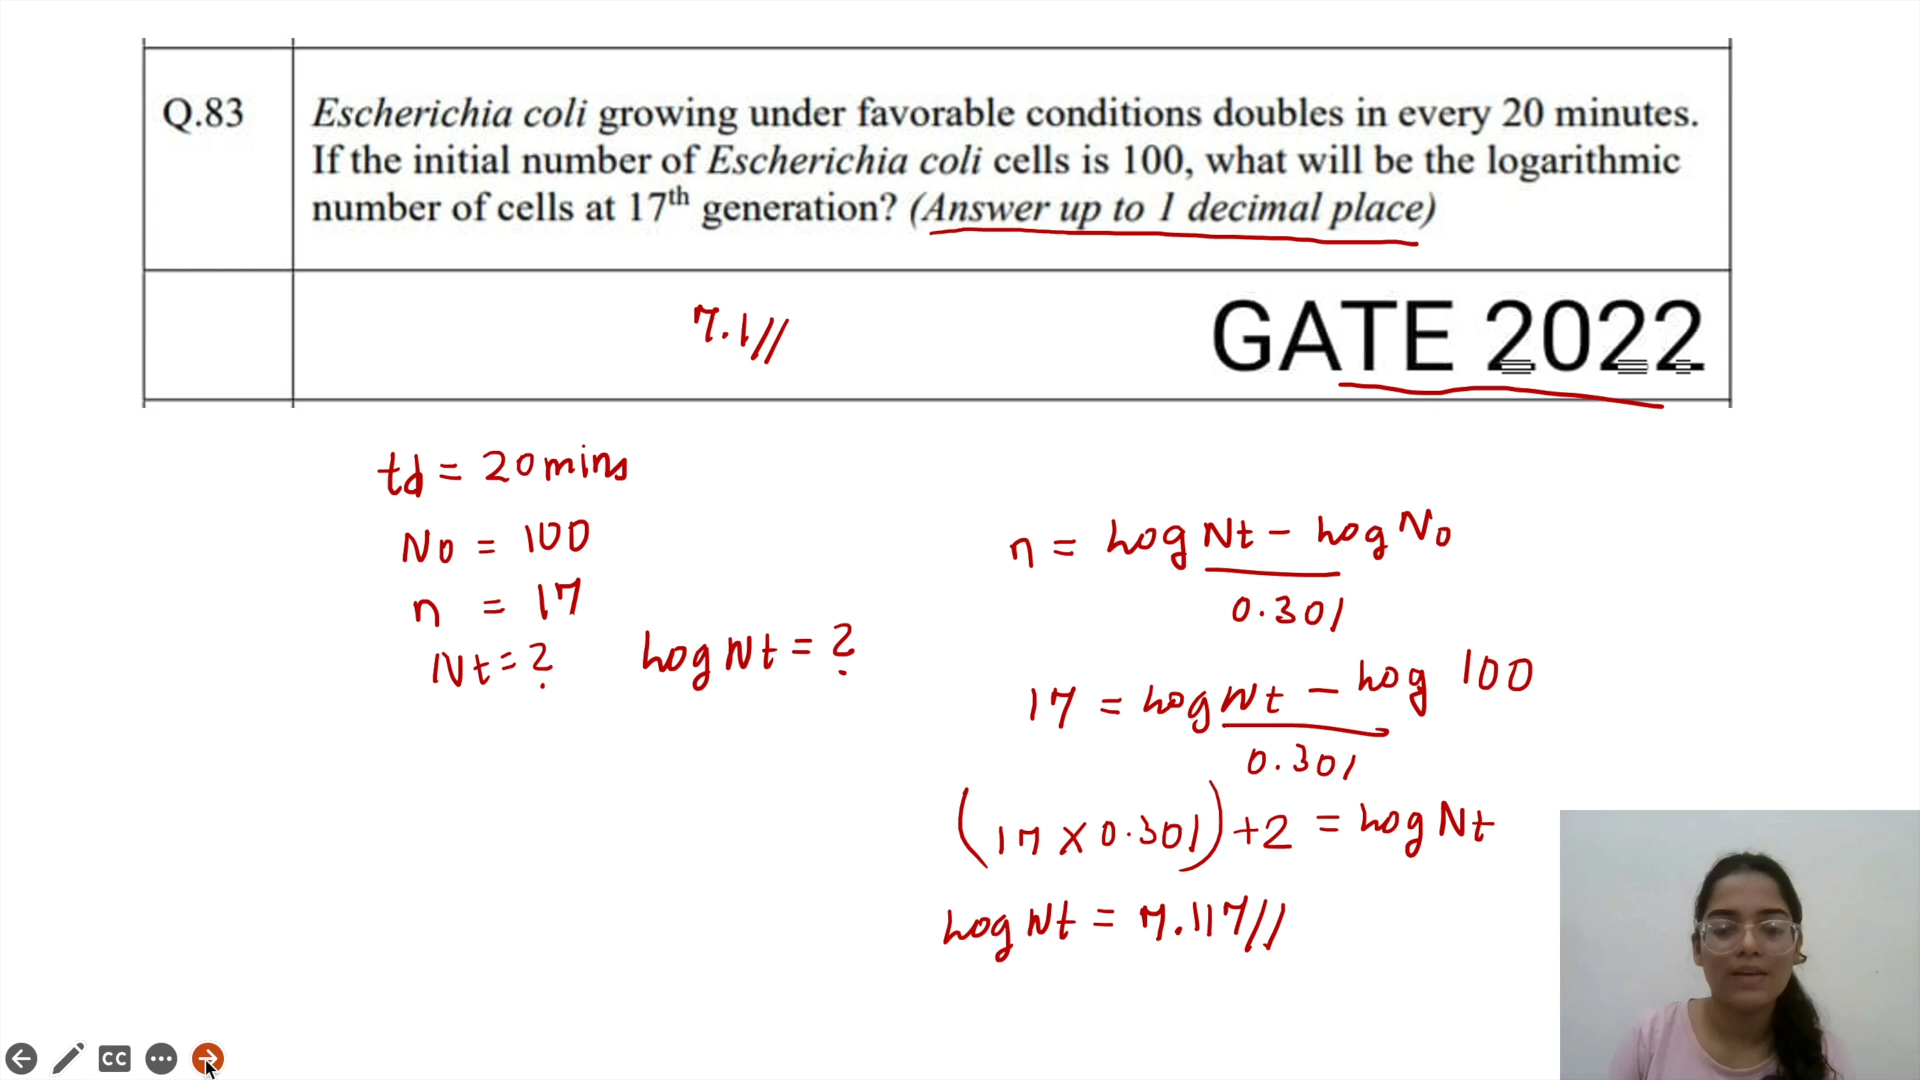 Q.83
Escherichia coli growing under favorable conditions doubles in every 20 minutes.
If the initial number of Escherichia coli cells is 100, what will be the logarithmic
number of cells at 17th generation? (Answer up to 1 decimal place)
7.1//
GATE 2022
td = 20 mins
N0 = 100
n = 17
Nt = ?
log Nt = ?
n = log Nt - log N0
0.301
17 = log Nt - log 100
0.301
(17 x 0.301) + 2 = log Nt
log Nt = 7.117//
CC